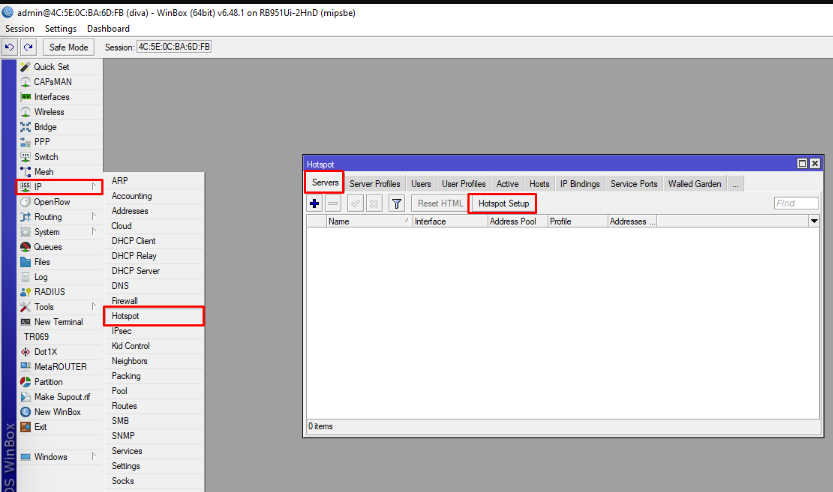 admin@4C:5E:0C:BA:6D:FB (diva) - WinBox (64bit) v6.48.1 on RB951Ui-2HnD (mipsbe)
Session Settings Dashboard
Safe Mode Session: 4C:5E:0C:BA:6D:FB
Quick Set
CAPsMAN
Interfaces
Wireless
Bridge
PPP
Switch
Mesh
IP
OpenFlow
Routing
System
Queues
Files
Log
RADIUS
Tools
New Terminal
TR069
Dot1X
MetaROUTER
Partition
Make Supout.rif
New WinBox
Exit
Windows
OS WinBox
ARP
Accounting
Addresses
Cloud
DHCP Client
DHCP Relay
DHCP Server
DNS
Firewall
Hotspot
IPsec
Kid Control
Neighbors
Packing
Pool
Routes
SMB
SNMP
Services
Settings
Socks
Hotspot
Servers Server Profiles Users User Profiles Active Hosts IP Bindings Service Ports Walled Garden ...
Reset HTML Hotspot Setup Find
Name Interface Address Pool Profile Addresses ...
0 items